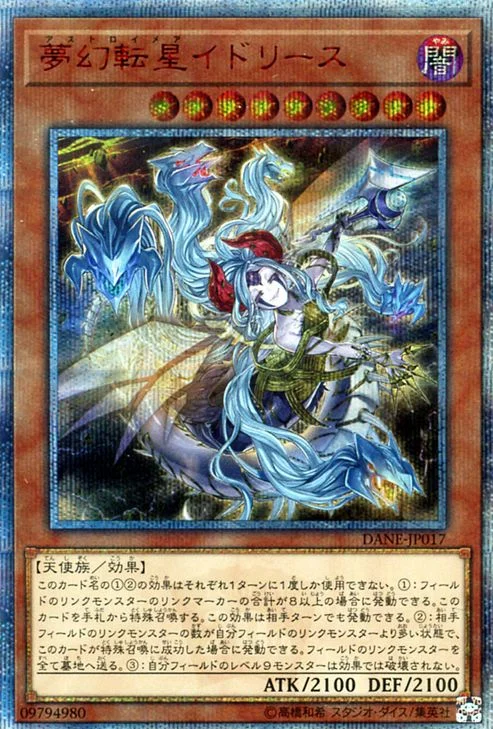 アストロイメア
夢幻転星イドリース
やみ
闇
DANE-JP017
【天使族／効果】
このカード名の①②の効果はそれぞれ1ターンに1度しか使用できない。①：フィール
ドのリンクモンスターのリンクマーカーの合計が8以上の場合に発動できる。この
カードを手札から特殊召喚する。この効果は相手ターンでも発動できる。②：相手
フィールドのリンクモンスターの数が自分フィールドのリンクモンスターより多い状態で、
このカードが特殊召喚に成功した場合に発動できる。フィールドのリンクモンスターを
全て墓地へ送る。③：自分フィールドのレベル9モンスターは効果では破壊されない。
ATK/2100 DEF/2100
09794980
©高橋和希 スタジオ・ダイス/集英社